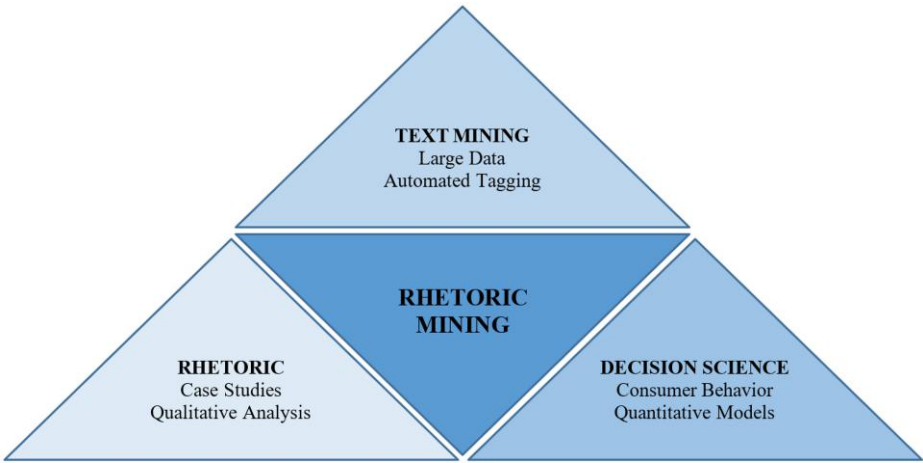 TEXT MINING
Large Data
Automated Tagging
RHETORIC
MINING
RHETORIC
Case Studies
Qualitative Analysis
DECISION SCIENCE
Consumer Behavior
Quantitative Models